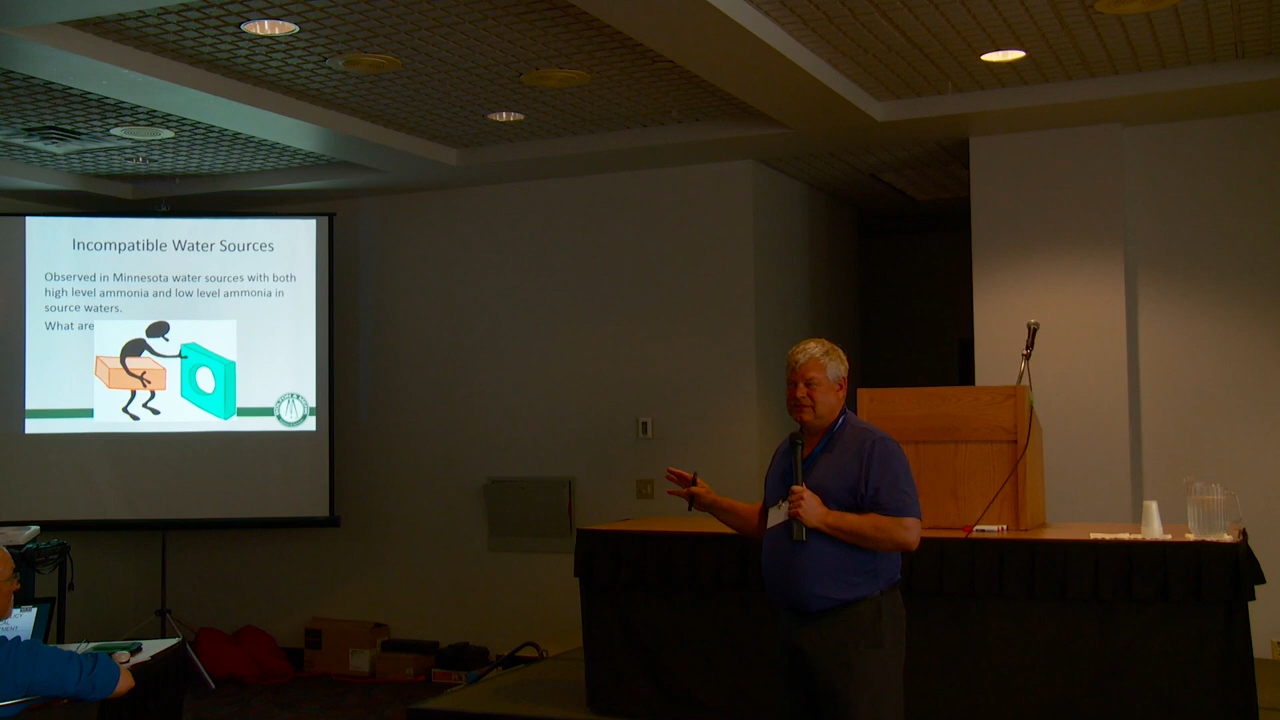 Incompatible Water Sources
Observed in Minnesota water sources with both
high level ammonia and low level ammonia in
source waters.
What are